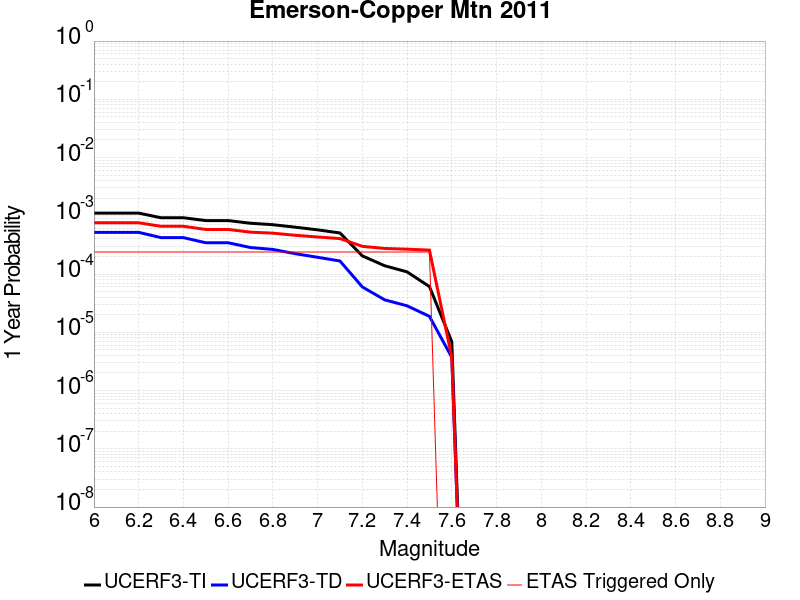 Emerson-Copper Mtn 2011
10^0
10^-1
10^-2
10^-3
10^-4
10^-5
10^-6
10^-7
10^-8
1 Year Probability
6 6.2 6.4 6.6 6.8 7 7.2 7.4 7.6 7.8 8 8.2 8.4 8.6 8.8 9
Magnitude
UCERF3-TI UCERF3-TD UCERF3-ETAS ETAS Triggered Only